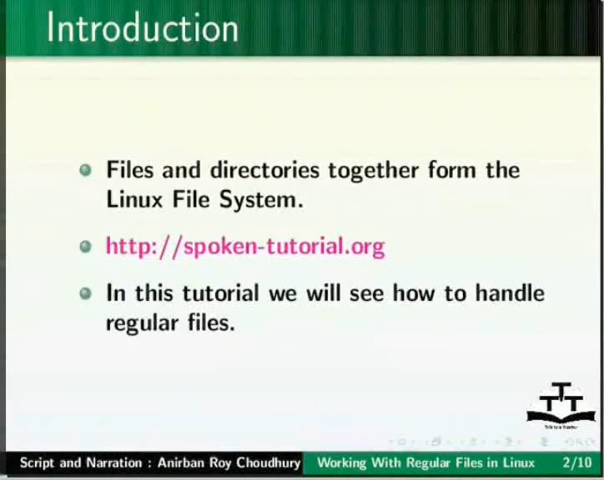 Introduction
Files and directories together form the
Linux File System.
http://spoken-tutorial.org
In this tutorial we will see how to handle
regular files.
TTT
Script and Narration : Anirban Roy Choudhury Working With Regular Files in Linux 2/10